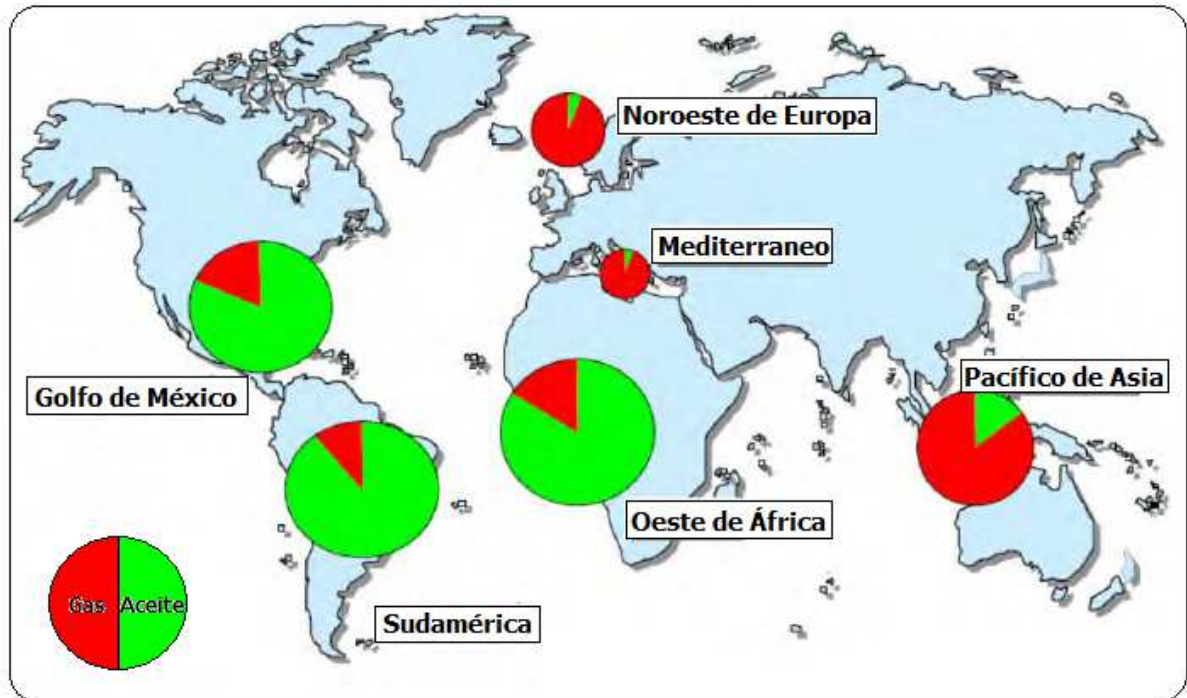 Noroeste de Europa
Mediterraneo
Pacífico de Asia
Golfo de México
Oeste de África
Gas Aceite
Sudamérica